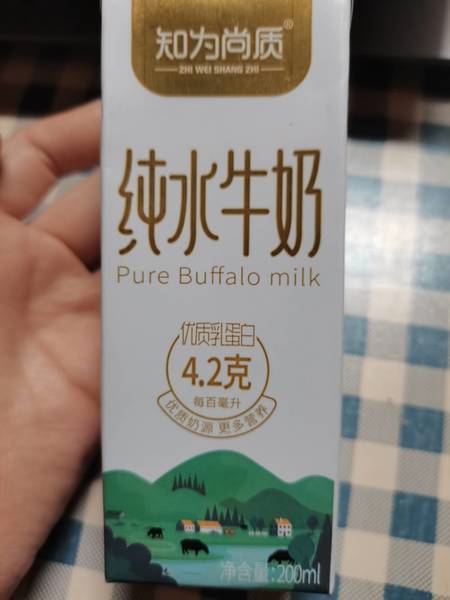 知为尚质®
ZHI WEI SHANG ZHI
纯水牛奶
Pure Buffalo milk
优质乳蛋白
4.2克
每百毫升
优质奶源 更多营养
净含量:200ml